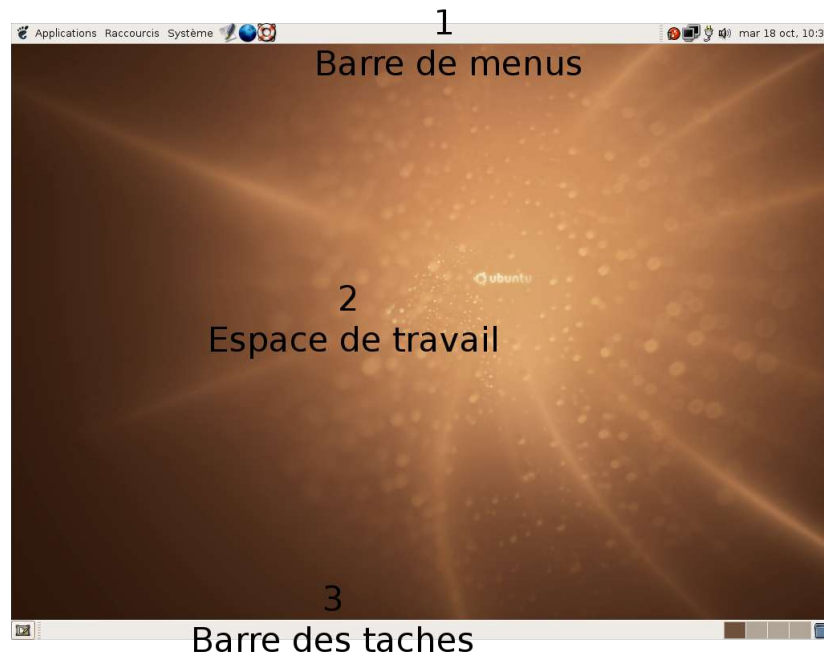 Applications Raccourcis Système
mar 18 oct, 10:3
1
Barre de menus
ubuntu
2
Espace de travail
3
Barre des taches